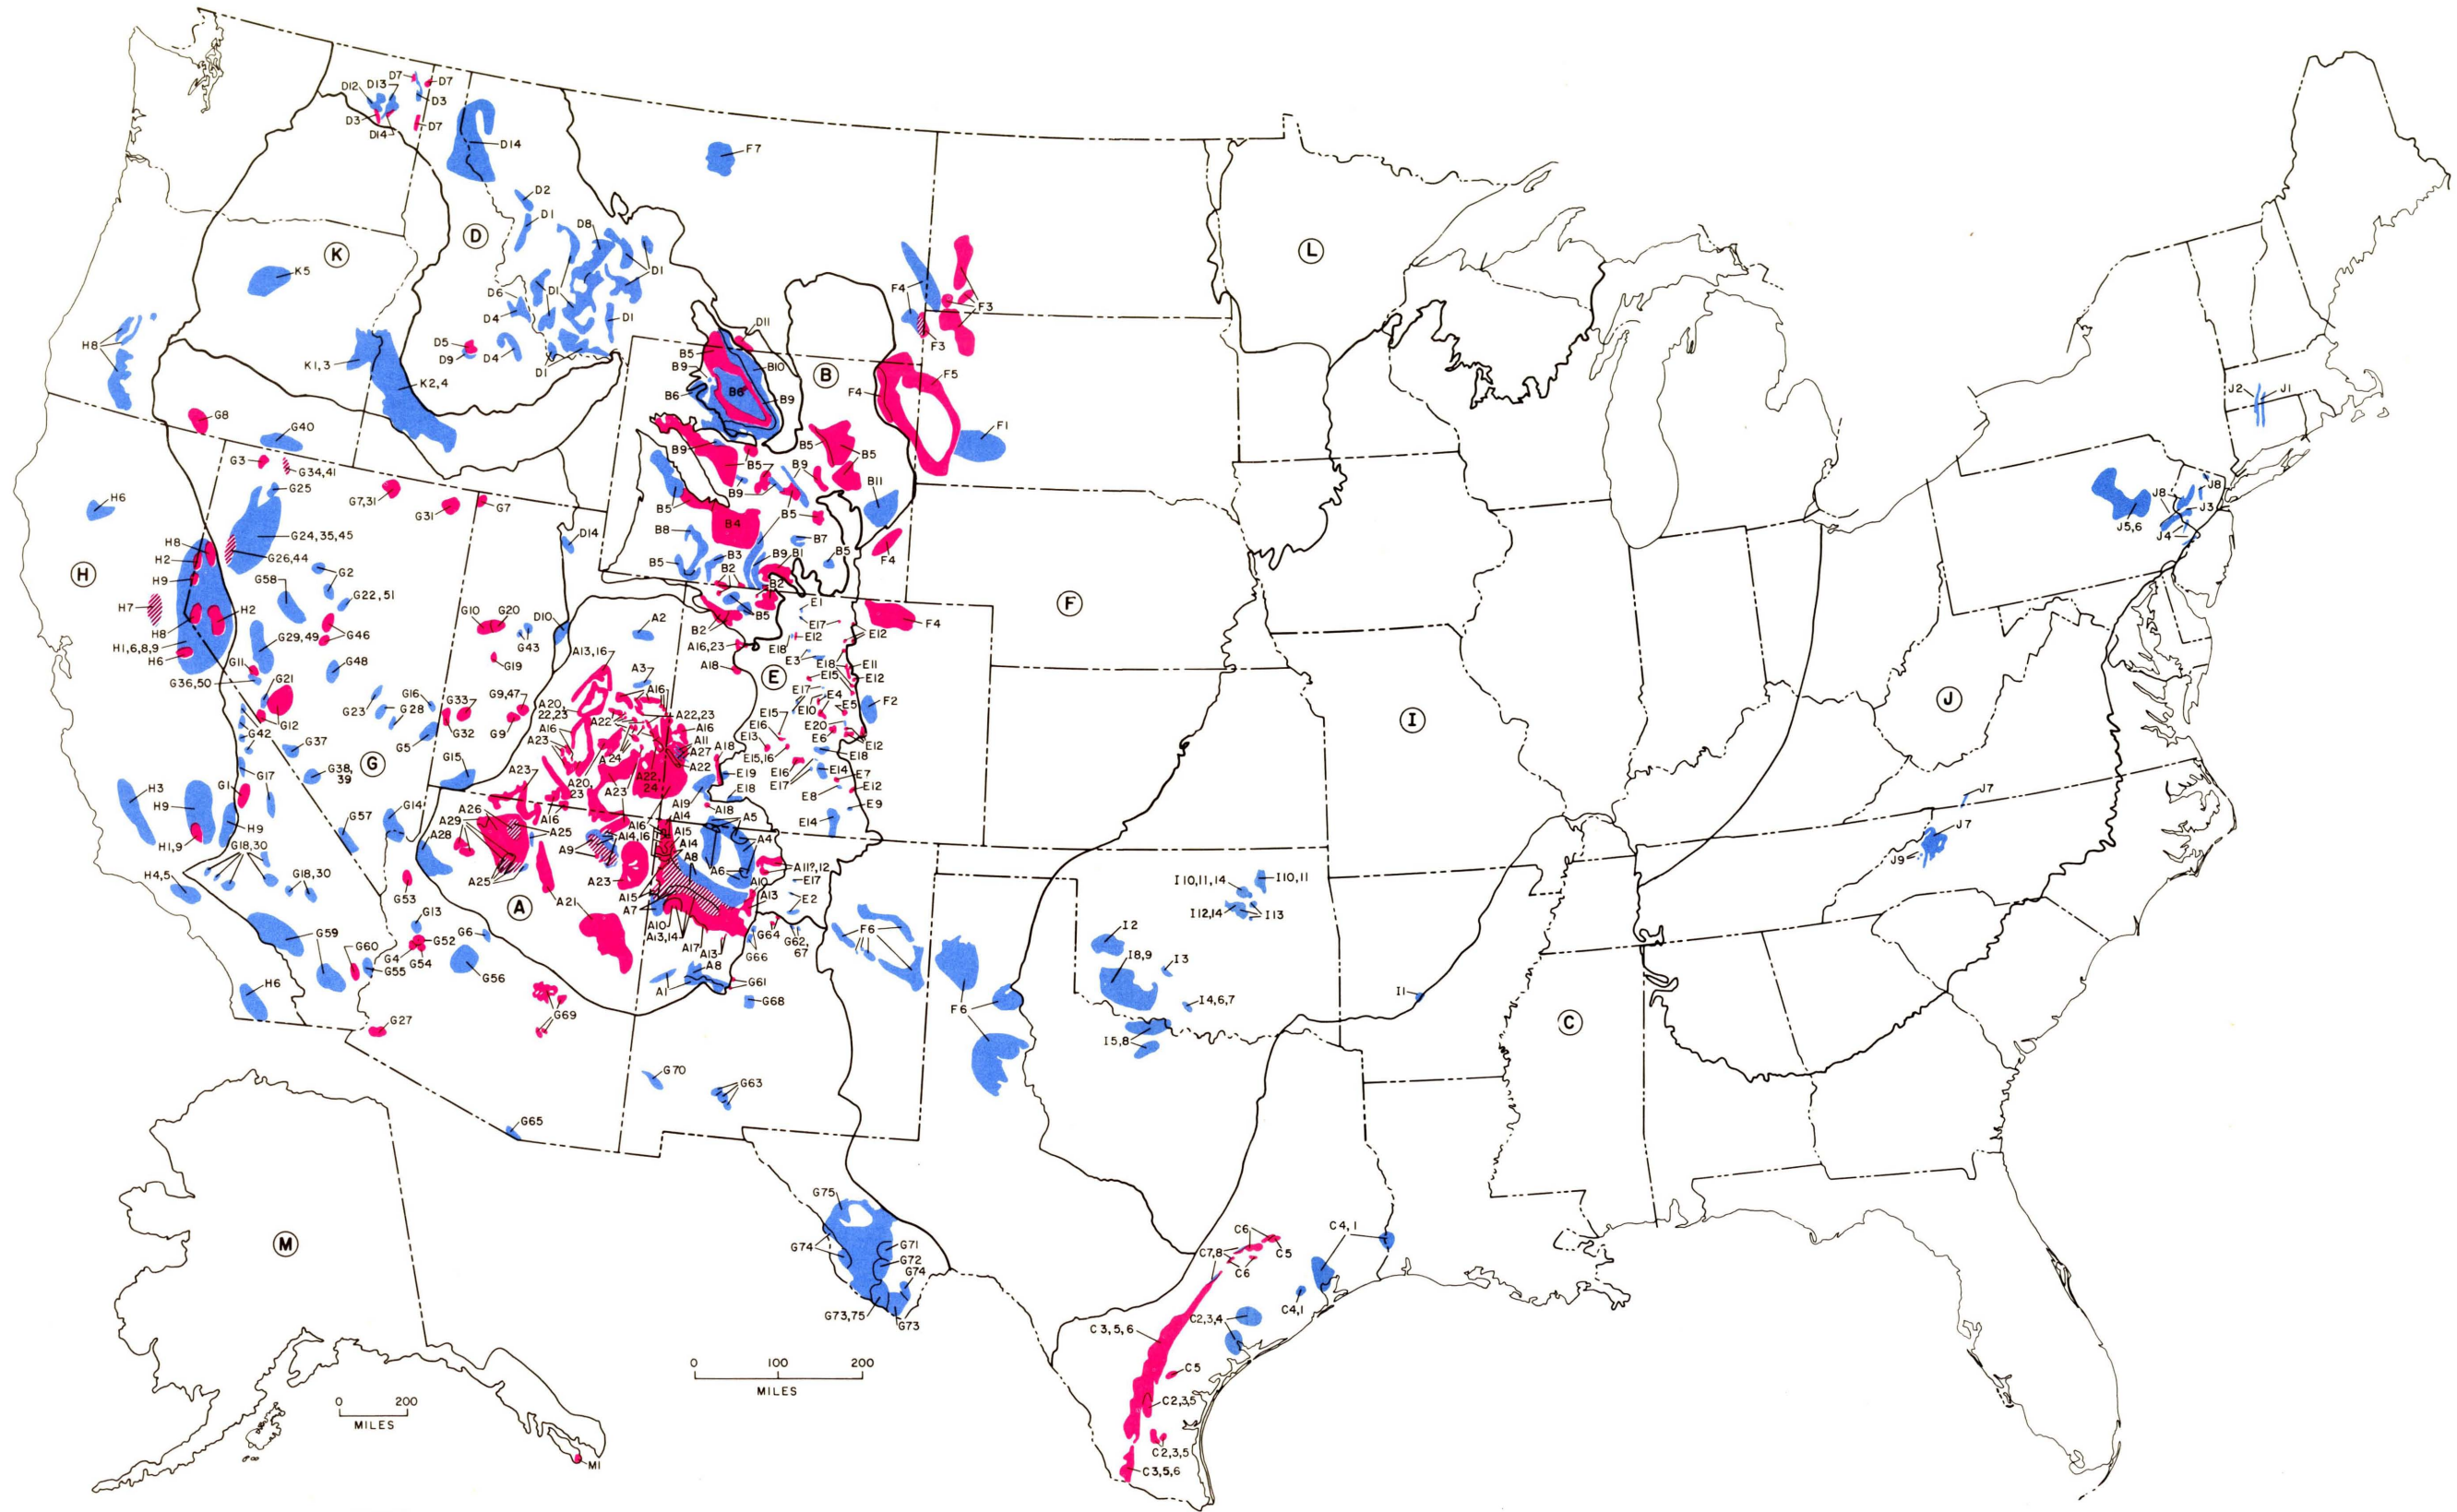 D7
D7
D13
D12
D3
D3
D14
D7
D14
F7
L
D2
D1
D8
D
K
K5
D1
D6
D1
F4
F3
D4
D1
H8
D11
F3
D5
D4
D9
B5
K1,3
D1
B9
B10
B
F5
K2,4
B6
B6
B9
F4
J2
J1
G8
G40
F1
B5
B9
B5
G3
G34,41
B5
B9
G25
G7,31
B9
B11
J8
J8
H6
G31
G7
B5
B5
J3
B4
J5,6
G24,35,45
B8
J4
D14
H8
B7
G26,44
B3
B9
B1
B5
F4
H2
B5
H
H9
G58
G2
B2
B2
G22,51
F
H7
E1
H2
G10
G20
D10
A2
B5
F4
E17
H8
G46
B2
E12
E12
G29,49
G43
A16,23
E18
H1,6,8,9
H6
A13,16
E3
G11
G48
G19
A3
A18
E
E18
E11
G36,50
G21
E15
E12
G16
G33
G9,47
A16
E17
E4
J
G23
G28
A20,
22,23
E10
E5
F2
G12
A22
A22,23
E15
I
G32
G9
A16
A16
E16
E20
G42
A23
A11
E13
E6
E12
G37
G5
A27
A18
E15,16
E18
G
A24
A22
G38,
39
G15
A23
A22,
24
E16
E14
E7
G17
A20,
23
A23
E19
E17
E12
G1
E18
E8
H3
H9
A19
J7
G14
A26
A18
E9
A16
A14
G57
A29
A16
A5
E14
H9
A28
A25
A14,16
A15
J7
H1,9
A14
A4
G18,30
A9
A8
J9
A11?,12
H4,5
G18,30
A25
A23
A6
A10
E17
I10,11,14
I10,11
G53
A15
A13
E2
A
A21
A7
I12,14
I13
G13
A10
G59
G6
A13,14
G64
F6
I2
G60
G52
A17
G62,
67
G4
G54
A13
G66
I8,9
I3
G55
G56
A8
H6
A1
G61
I1
G68
I4,6,7
F6
G69
G27
C
I5,8
G70
G63
G65
G75
M
C6
C4,1
G74
G71
C7,8
C5
G72
C6
G74
G73,75
G73
C4,1
C2,3,4
C3,5,6
0 100 200
MILES
C5
0 200
MILES
C2,3,5
C2,3,5
M1
C3,5,6